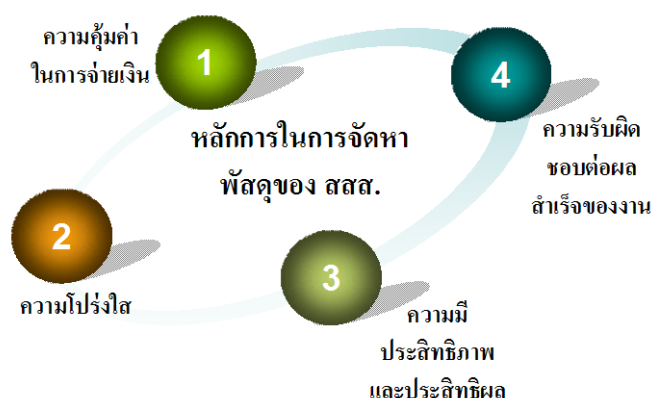 หลักการในการจัดหา
พัสดุของ สสส.
1
ความคุ้มค่า
ในการจ่ายเงิน
2
ความโปร่งใส
3
ความมี
ประสิทธิภาพ
และประสิทธิผล
4
ความรับผิด
ชอบต่อผล
สำเร็จของงาน